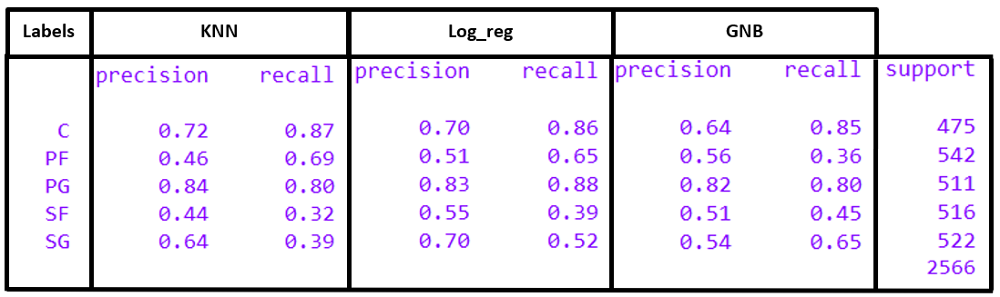 Labels KNN Log_reg GNB
precision recall precision recall precision recall support
C 0.72 0.87 0.70 0.86 0.64 0.85 475
PF 0.46 0.69 0.51 0.65 0.56 0.36 542
PG 0.84 0.80 0.83 0.88 0.82 0.80 511
SF 0.44 0.32 0.55 0.39 0.51 0.45 516
SG 0.64 0.39 0.70 0.52 0.54 0.65 522
2566